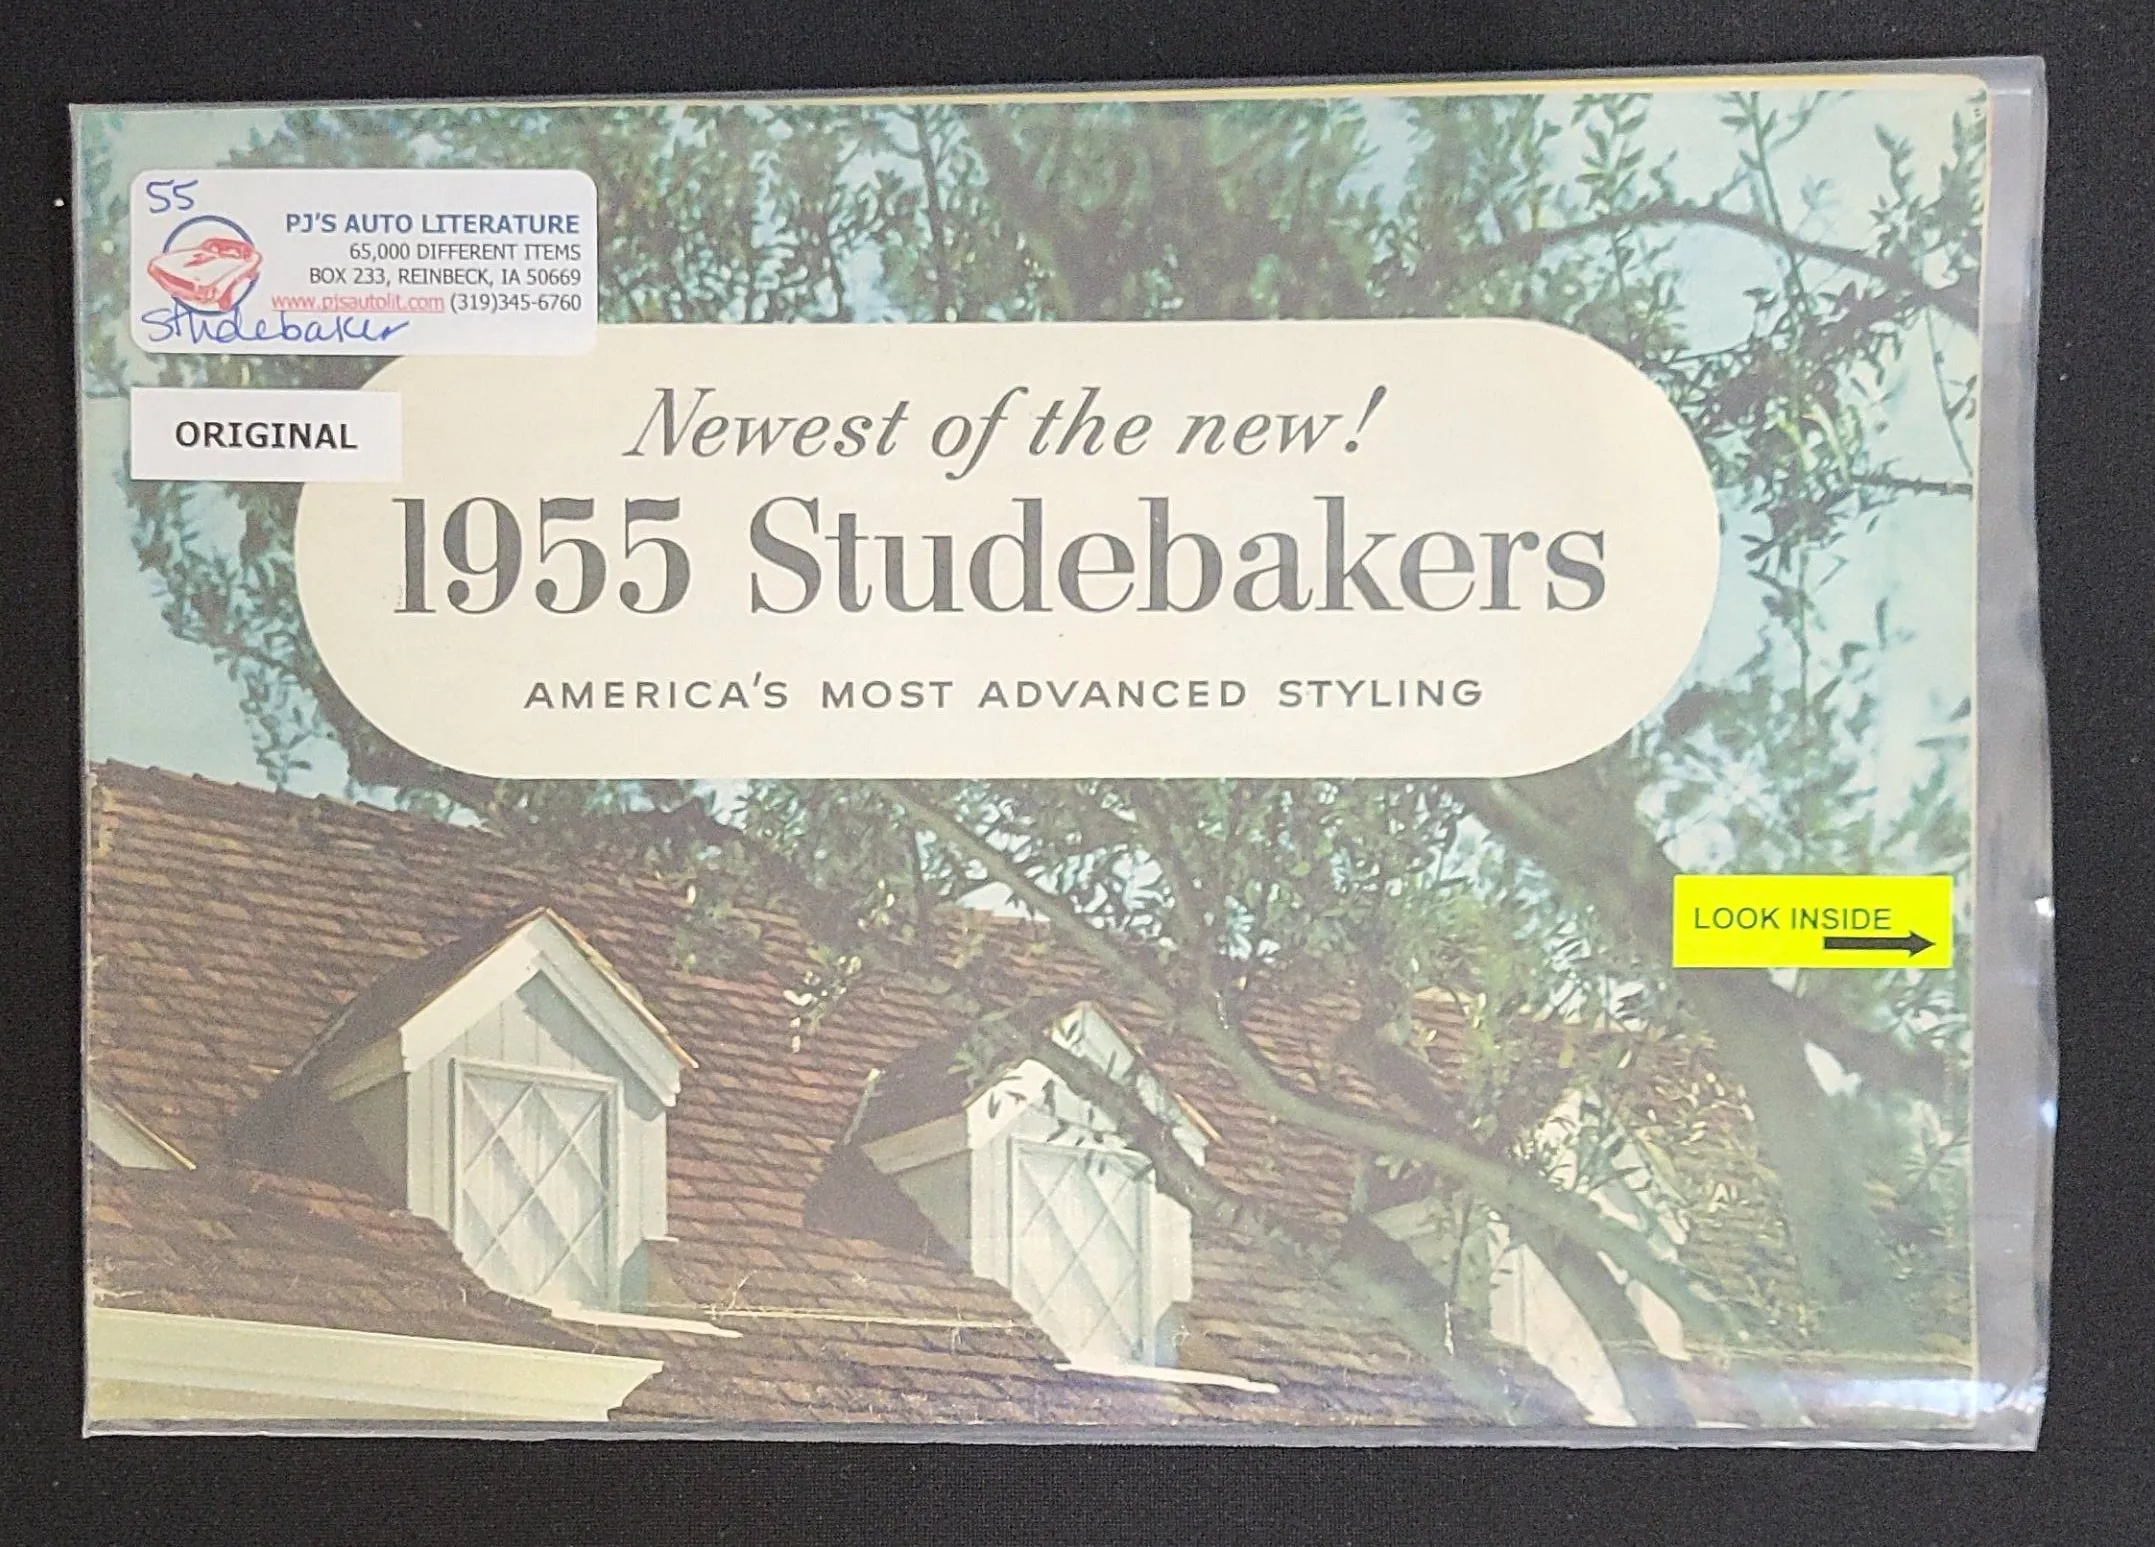 55
PJ'S AUTO LITERATURE
65,000 DIFFERENT ITEMS
BOX 233, REINBECK, IA 50669
www.pjsautolit.com (319)345-6760
Studebaker
ORIGINAL
Newest of the new!
1955 Studebakers
AMERICA'S MOST ADVANCED STYLING
LOOK INSIDE